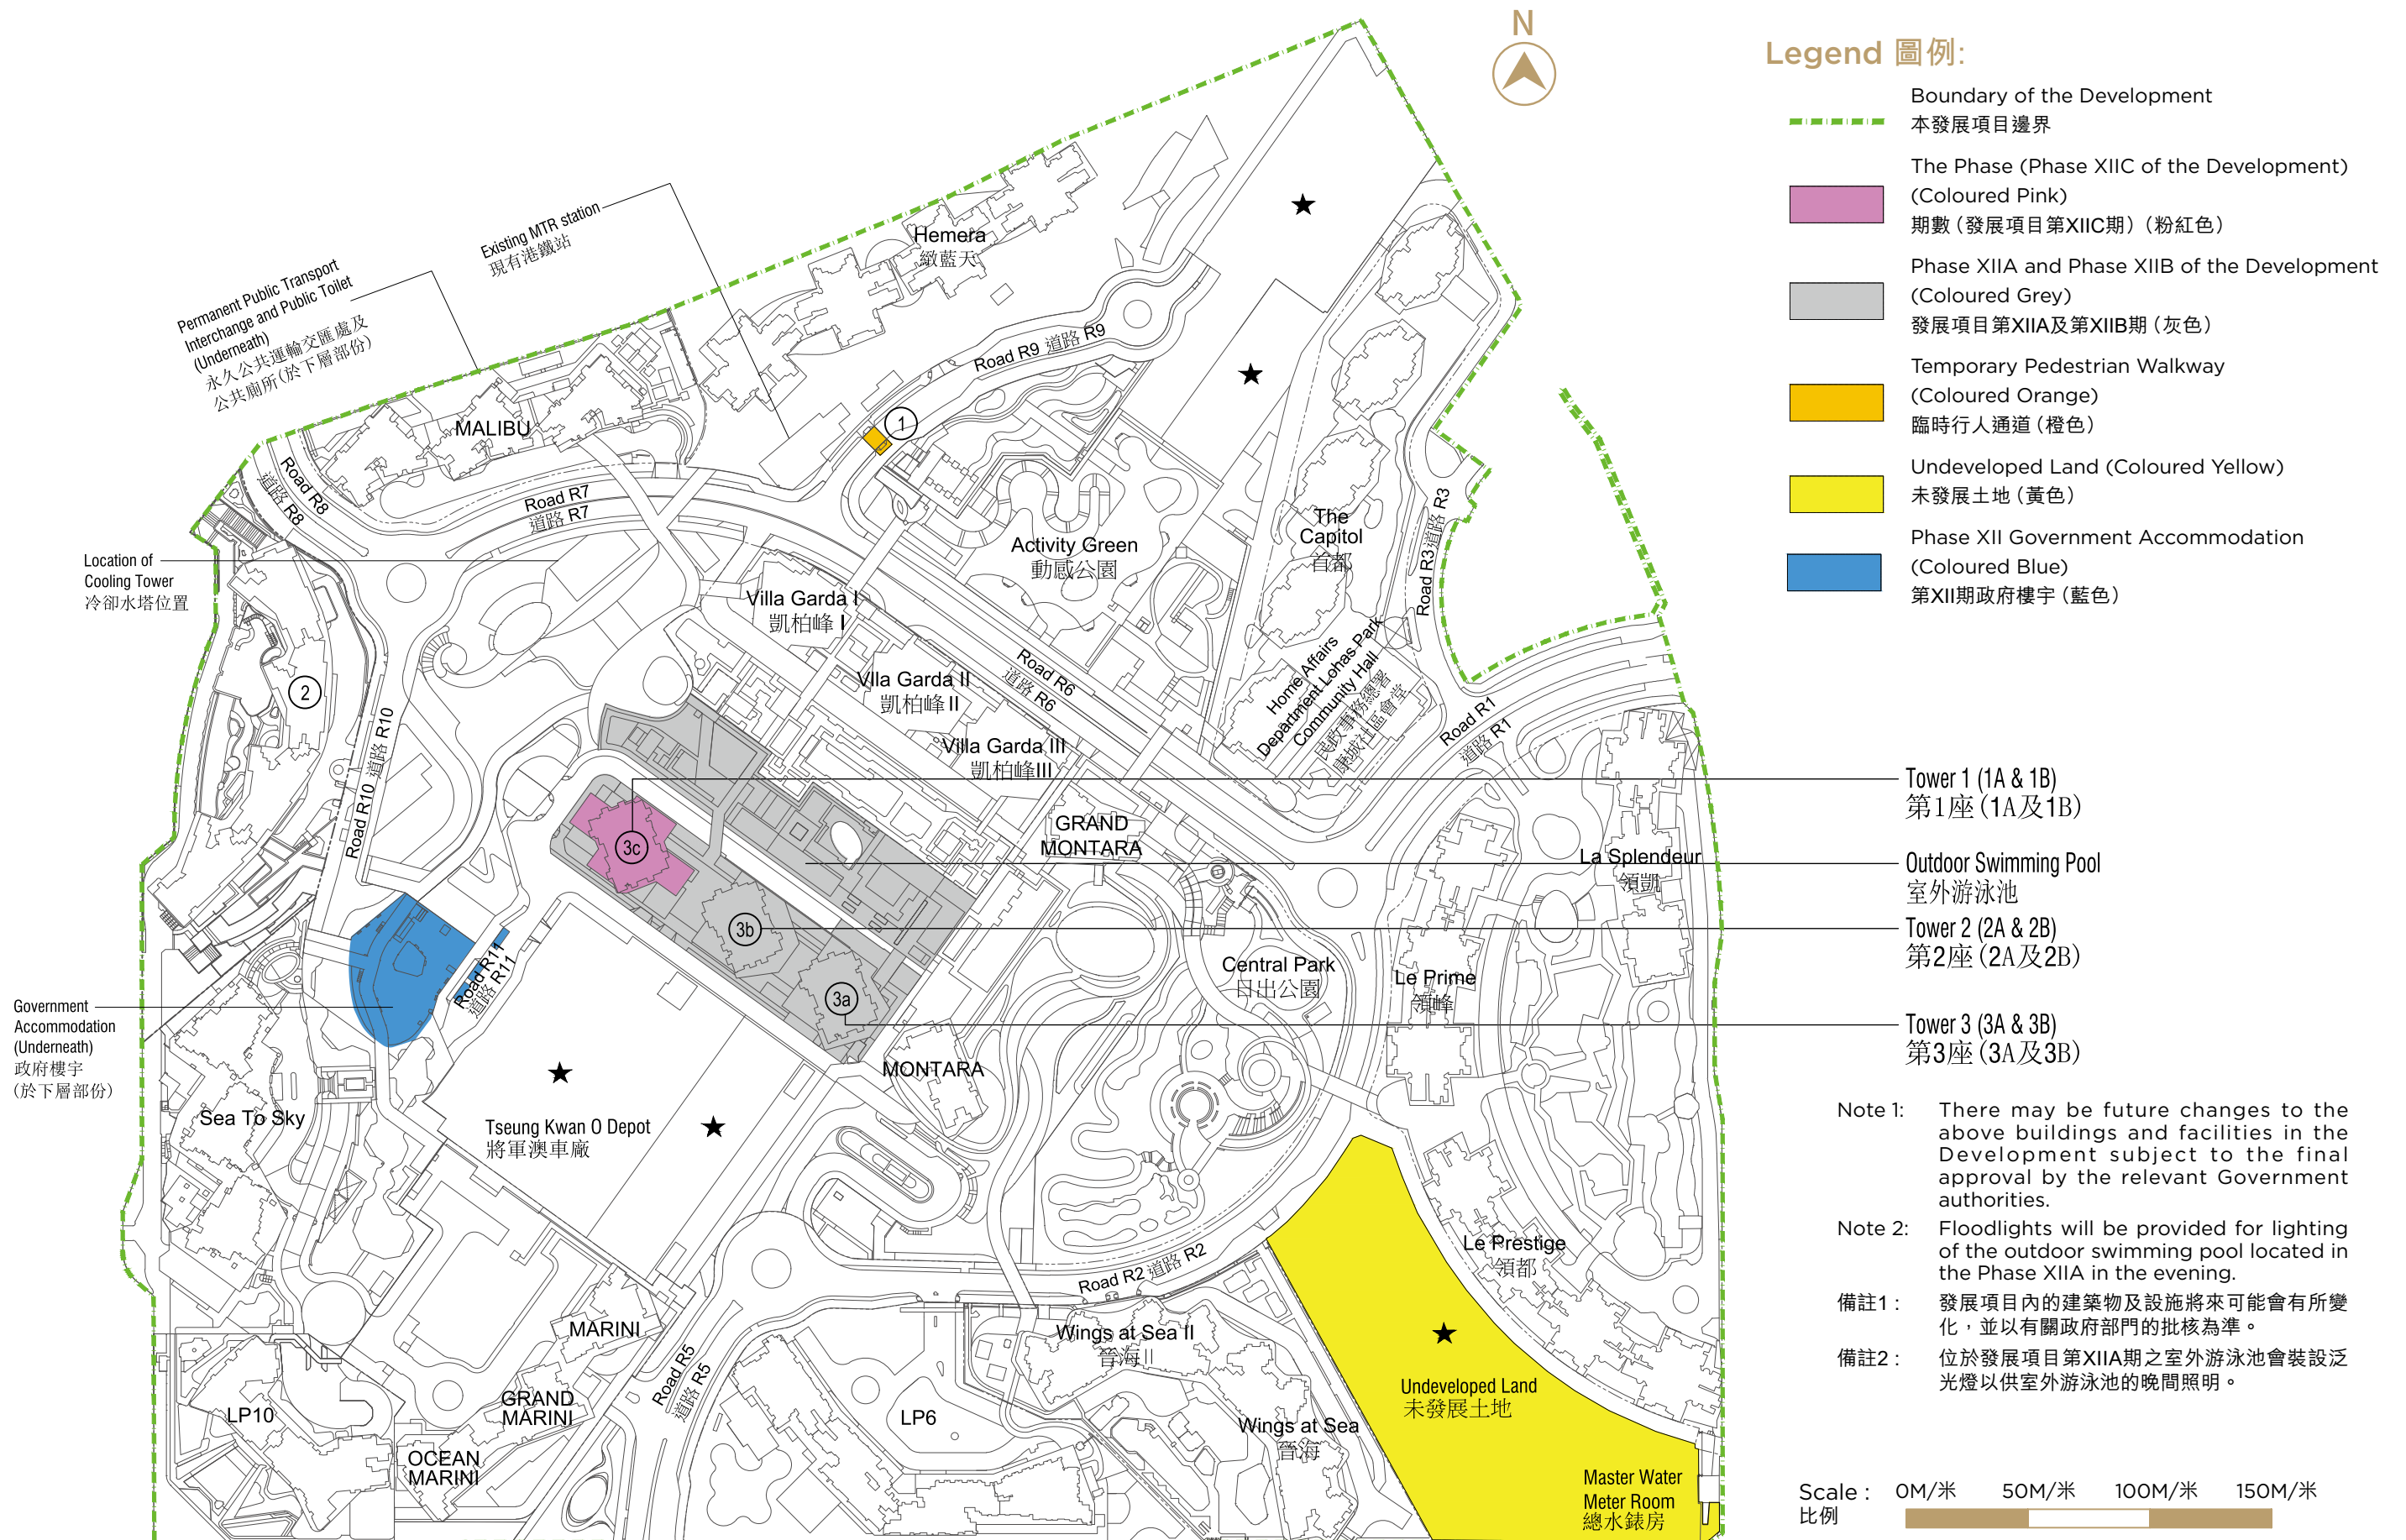 N
Legend 圖例:
Boundary of the Development
本發展項目邊界
The Phase (Phase XIIC of the Development)
(Coloured Pink)
期數（發展項目第XIIC期）（粉紅色）
Phase XIIA and Phase XIIB of the Development
(Coloured Grey)
發展項目第XIIA及第XIIB期（灰色）
Temporary Pedestrian Walkway
(Coloured Orange)
臨時行人通道（橙色）
Undeveloped Land (Coloured Yellow)
未發展土地（黃色）
Phase XII Government Accommodation
(Coloured Blue)
第XII期政府樓宇（藍色）
Existing MTR station
現有港鐵站
Permanent Public Transport
Interchange and Public Toilet
(Underneath)
永久公共運輸交匯處及
公共廁所(於下層部份)
Hemera
緻藍天
Road R9 道路 R9
1
MALIBU
Road R8
道路 R8
Road R7
道路 R7
Location of
Cooling Tower
冷卻水塔位置
Activity Green
動感公園
The
Capitol
首都
Road R3 道路 R3
Villa Garda I
凱柏峰 I
Villa Garda II
凱柏峰 II
Villa Garda III
凱柏峰III
Road R6
道路 R6
Home Affairs
Department Lohas Park
Community Hall
民政事務總署
康城社區會堂
Road R1
道路 R1
2
Road R10 道路 R10
Tower 1 (1A & 1B)
第1座（1A及1B）
3c
GRAND
MONTARA
La Splendeur
領凱
Outdoor Swimming Pool
室外游泳池
3b
Tower 2 (2A & 2B)
第2座（2A及2B）
Central Park
日出公園
Le Prime
領峰
3a
Tower 3 (3A & 3B)
第3座（3A及3B）
Road R11
道路 R11
Government
Accommodation
(Underneath)
政府樓宇
（於下層部份）
MONTARA
Sea To Sky
Tseung Kwan O Depot
將軍澳車廠
Note 1: There may be future changes to the
above buildings and facilities in the
Development subject to the final
approval by the relevant Government
authorities.
Note 2: Floodlights will be provided for lighting
of the outdoor swimming pool located in
the Phase XIIA in the evening.
備註1： 發展項目內的建築物及設施將來可能會有所變
化，並以有關政府部門的批核為準。
備註2： 位於發展項目第XIIA期之室外游泳池會裝設泛
光燈以供室外游泳池的晚間照明。
Le Prestige
領都
Road R2 道路 R2
MARINI
Wings at Sea II
晉海 II
Road R5
道路 R5
GRAND
MARINI
LP10
LP6
Undeveloped Land
未發展土地
Wings at Sea
晉海
OCEAN
MARINI
Master Water
Meter Room
總水錶房
Scale : 0M/米 50M/米 100M/米 150M/米
比例